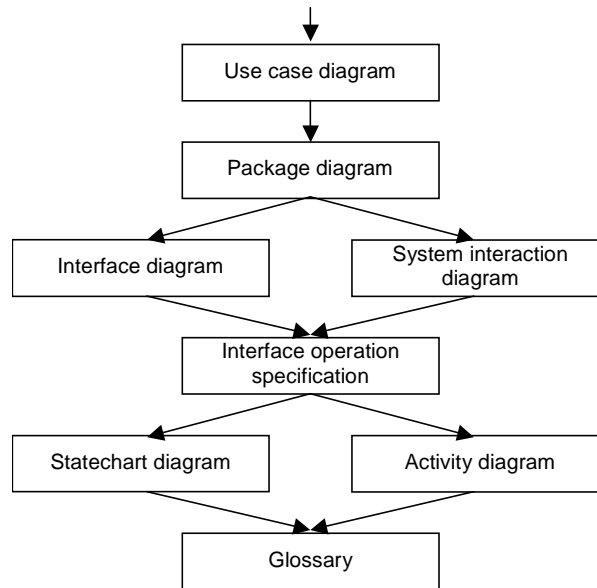 Use case diagram
Package diagram
Interface diagram
System interaction
diagram
Interface operation
specification
Statechart diagram
Activity diagram
Glossary